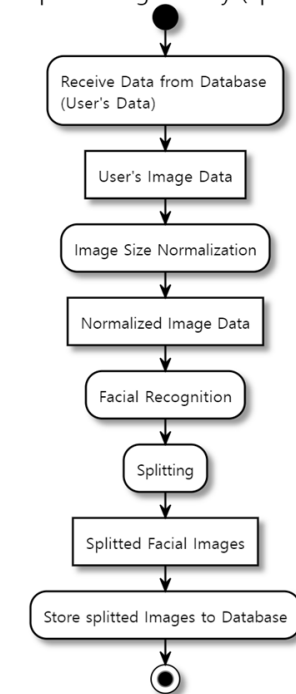 Receive Data from Database
(User's Data)
User's Image Data
Image Size Normalization
Normalized Image Data
Facial Recognition
Splitting
Splitted Facial Images
Store splitted Images to Database